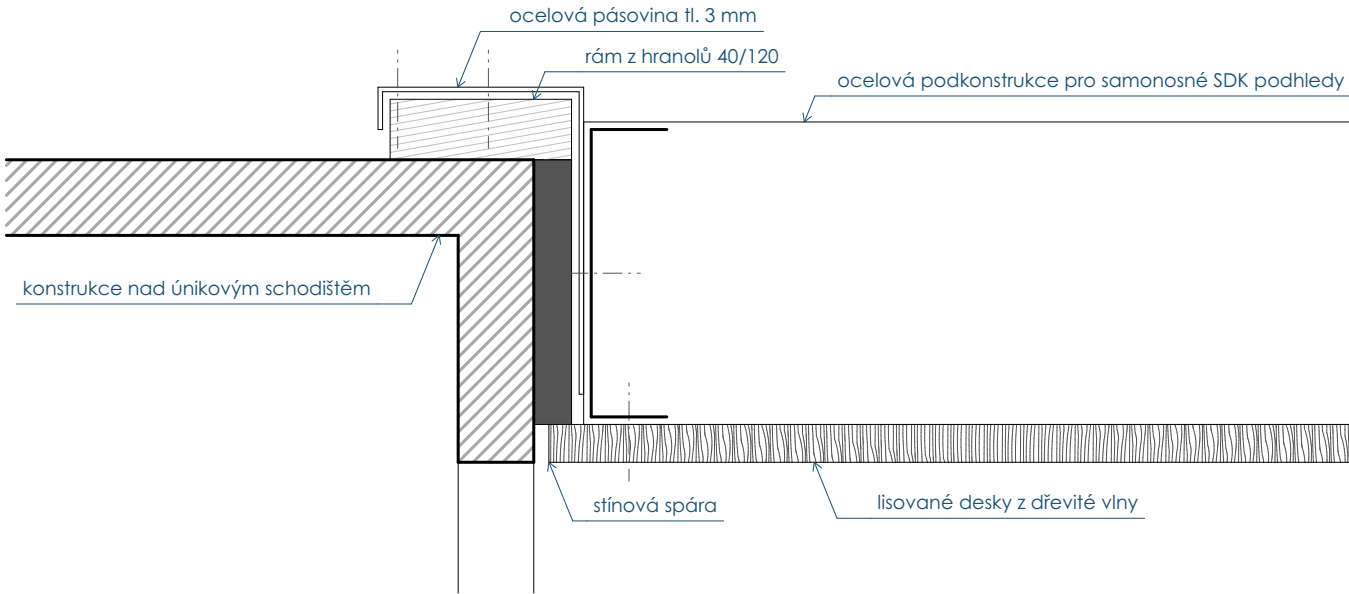 ocelová pásovina tl. 3 mm
rám z hranolů 40/120
ocelová podkonstrukce pro samonosné SDK podhledy
konstrukce nad únikovým schodištěm
stínová spára
lisované desky z dřevité vlny